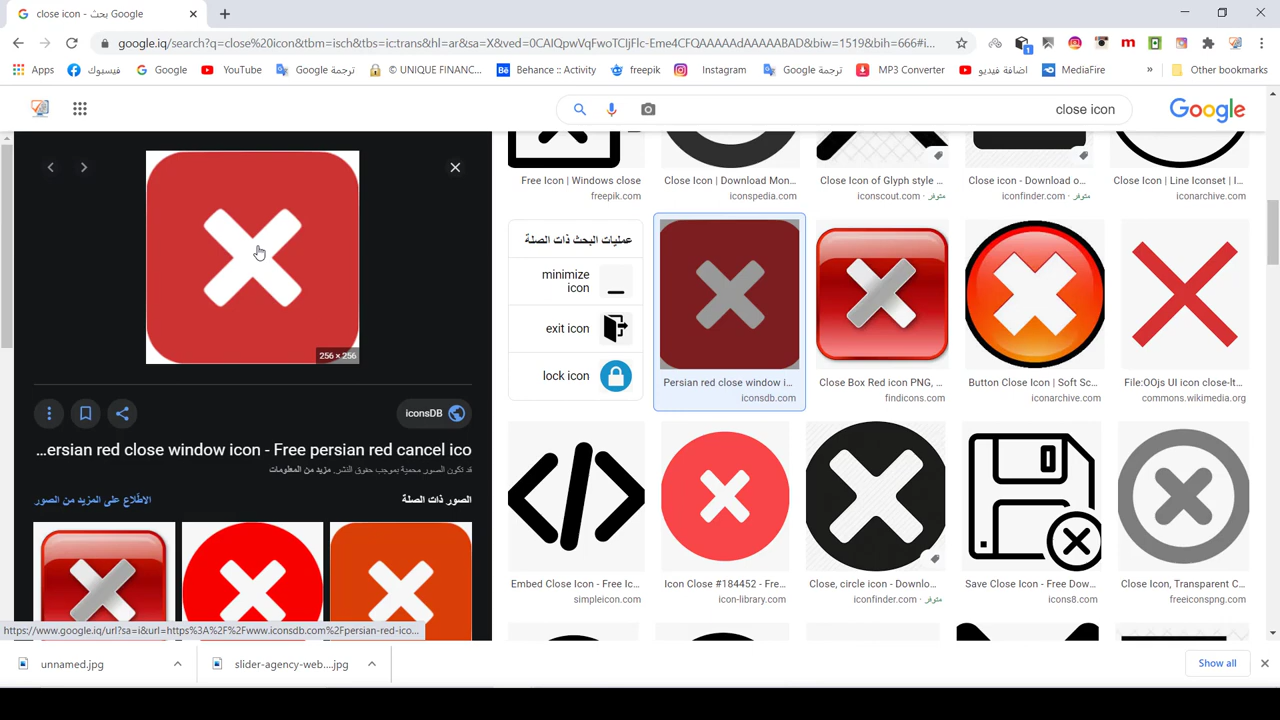 close icon - بحث Google
google.iq/search?q=close%20icon&tbm=isch&tbs=ic:trans&hl=ar&sa=X&ved=0CAIQpwVqFwoTCIjFlc-Eme4CFQAAAAAdAAAAABAD&biw=1519&bih=666#i...
1
Apps
فيسبوك
Google
YouTube
ترجمة Google
© UNIQUE FINANC...
Behance :: Activity
freepik
Instagram
ترجمة Google
MP3 Converter
اضافة فيديو
MediaFire
»
Other bookmarks
close icon
Google
256 × 256
iconsDB
...ersian red close window icon - Free persian red cancel ico
قد تكون الصور محمية بموجب حقوق النشر. مزيد من المعلومات
الصور ذات الصلة
الاطّلاع على المزيد من الصور
Free Icon | Windows close
freepik.com
Close Icon | Download Mon...
iconspedia.com
Close Icon of Glyph style ...
iconscout.com · متوفر
Close icon - Download o...
iconfinder.com · متوفر
Close Icon | Line Iconset | I...
iconarchive.com
عمليات البحث ذات الصلة
minimize
icon
exit icon
lock icon
Persian red close window i...
iconsdb.com
Close Box Red icon PNG, ...
findicons.com
Button Close Icon | Soft Sc...
iconarchive.com
File:OOjs UI icon close-lt...
commons.wikimedia.org
Embed Close Icon - Free Ic...
simpleicon.com
Icon Close #184452 - Fre...
icon-library.com
Close, circle icon - Downlo...
iconfinder.com · متوفر
Save Close Icon - Free Dow...
icons8.com
Close Icon, Transparent C...
freeiconspng.com
https://www.google.iq/url?sa=i&url=https%3A%2F%2Fwww.iconsdb.com%2Fpersian-red-ico...
unnamed.jpg
slider-agency-web....jpg
Show all